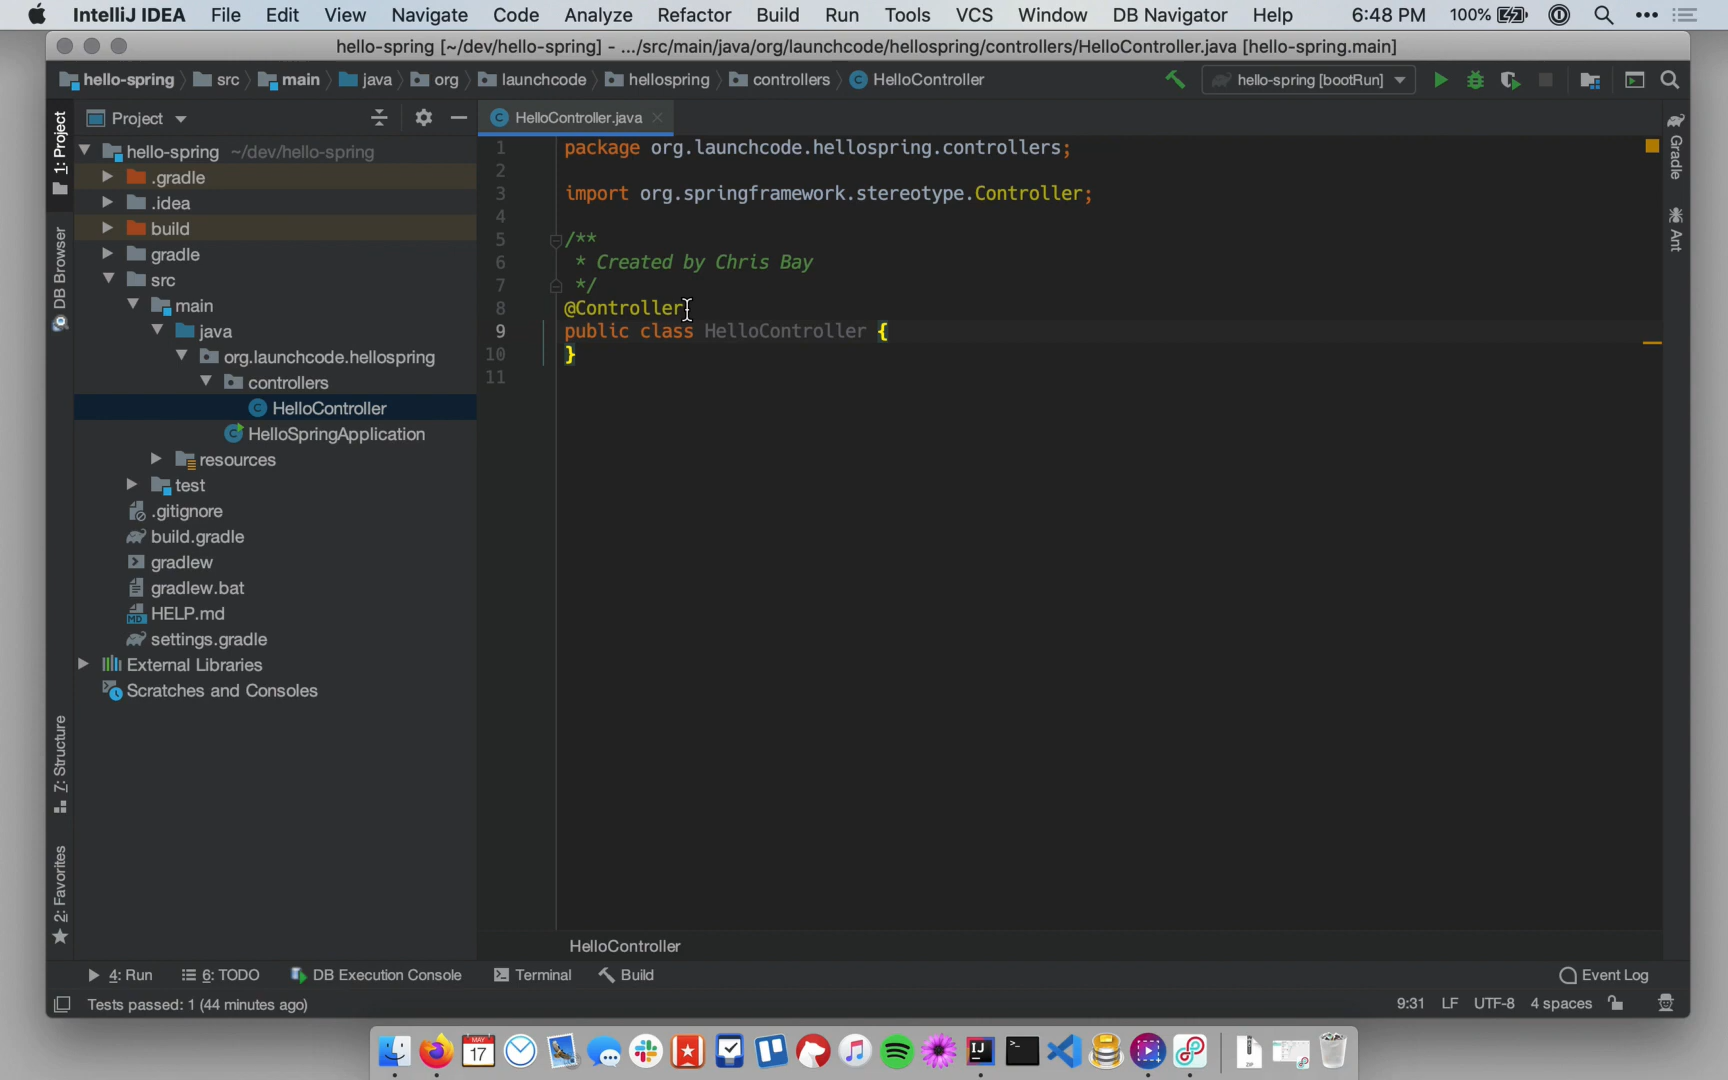 IntelliJ IDEA File Edit View Navigate Code Analyze Refactor Build Run Tools VCS Window DB Navigator Help 6:48 PM 100%
hello-spring [~/dev/hello-spring] - .../src/main/java/org/launchcode/hellospring/controllers/HelloController.java [hello-spring.main]
hello-spring src main java org launchcode hellospring controllers HelloController hello-spring [bootRun]
1: Project
DB Browser
7: Structure
2: Favorites
Project
hello-spring ~/dev/hello-spring
.gradle
.idea
build
gradle
src
main
java
org.launchcode.hellospring
controllers
HelloController
HelloSpringApplication
resources
test
.gitignore
build.gradle
gradlew
gradlew.bat
HELP.md
settings.gradle
External Libraries
Scratches and Consoles
HelloController.java
1 package org.launchcode.hellospring.controllers;
2
3 import org.springframework.stereotype.Controller;
4
5 /**
6 * Created by Chris Bay
7 */
8 @Controller
9 public class HelloController {
10 }
11
HelloController
Gradle
Ant
4: Run 6: TODO DB Execution Console Terminal Build Event Log
Tests passed: 1 (44 minutes ago) 9:31 LF UTF-8 4 spaces
MAY
17
IJ
>_
ZIP